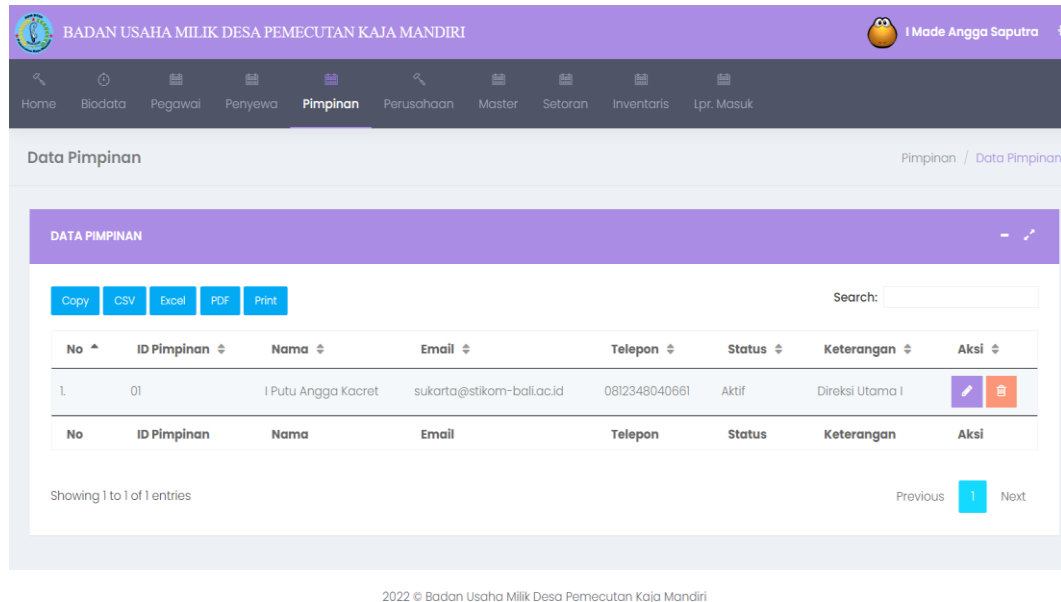 BADAN USAHA MILIK DESA PEMECUTAN KAJA MANDIRI
I Made Angga Saputra
Home Biodata Pegawai Penyewa Pimpinan Perusahaan Master Setoran Inventaris Lpr. Masuk
Data Pimpinan
Pimpinan / Data Pimpinan
DATA PIMPINAN
Copy CSV Excel PDF Print
Search:
No ID Pimpinan Nama Email Telepon Status Keterangan Aksi
1. 01 I Putu Angga Kacret sukarta@stikom-bali.ac.id 0812348040661 Aktif Direksi Utama I
No ID Pimpinan Nama Email Telepon Status Keterangan Aksi
Showing 1 to 1 of 1 entries
Previous 1 Next
2022 © Badan Usaha Milik Desa Pemecutan Kaja Mandiri